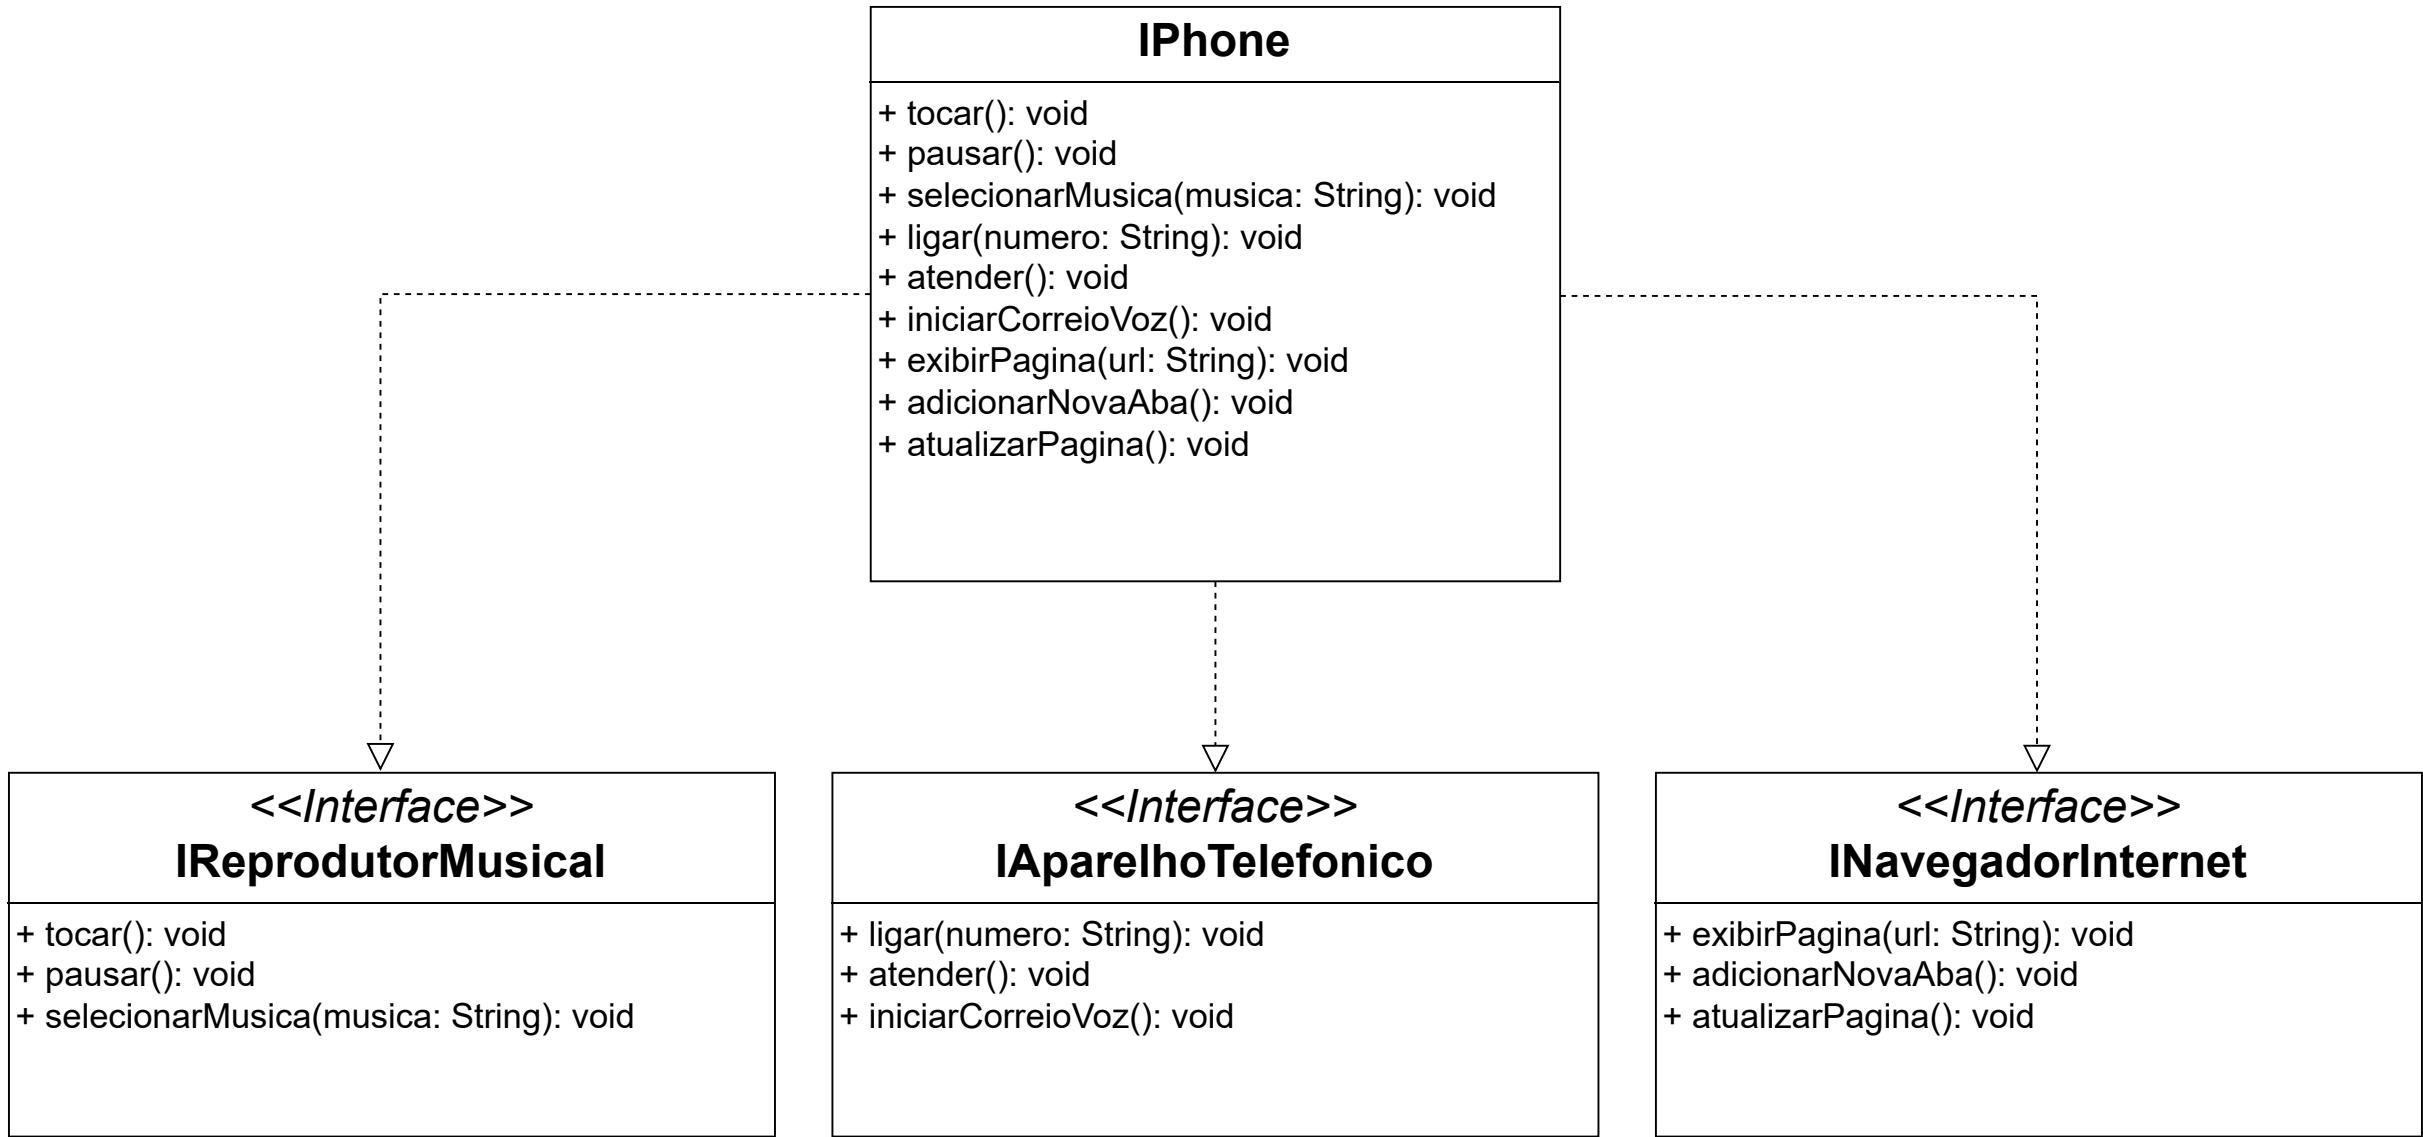 IPhone
+ tocar(): void
+ pausar(): void
+ selecionarMusica(musica: String): void
+ ligar(numero: String): void
+ atender(): void
+ iniciarCorreioVoz(): void
+ exibirPagina(url: String): void
+ adicionarNovaAba(): void
+ atualizarPagina(): void
<<Interface>>
IReprodutorMusical
+ tocar(): void
+ pausar(): void
+ selecionarMusica(musica: String): void
<<Interface>>
IAparelhoTelefonico
+ ligar(numero: String): void
+ atender(): void
+ iniciarCorreioVoz(): void
<<Interface>>
INavegadorInternet
+ exibirPagina(url: String): void
+ adicionarNovaAba(): void
+ atualizarPagina(): void